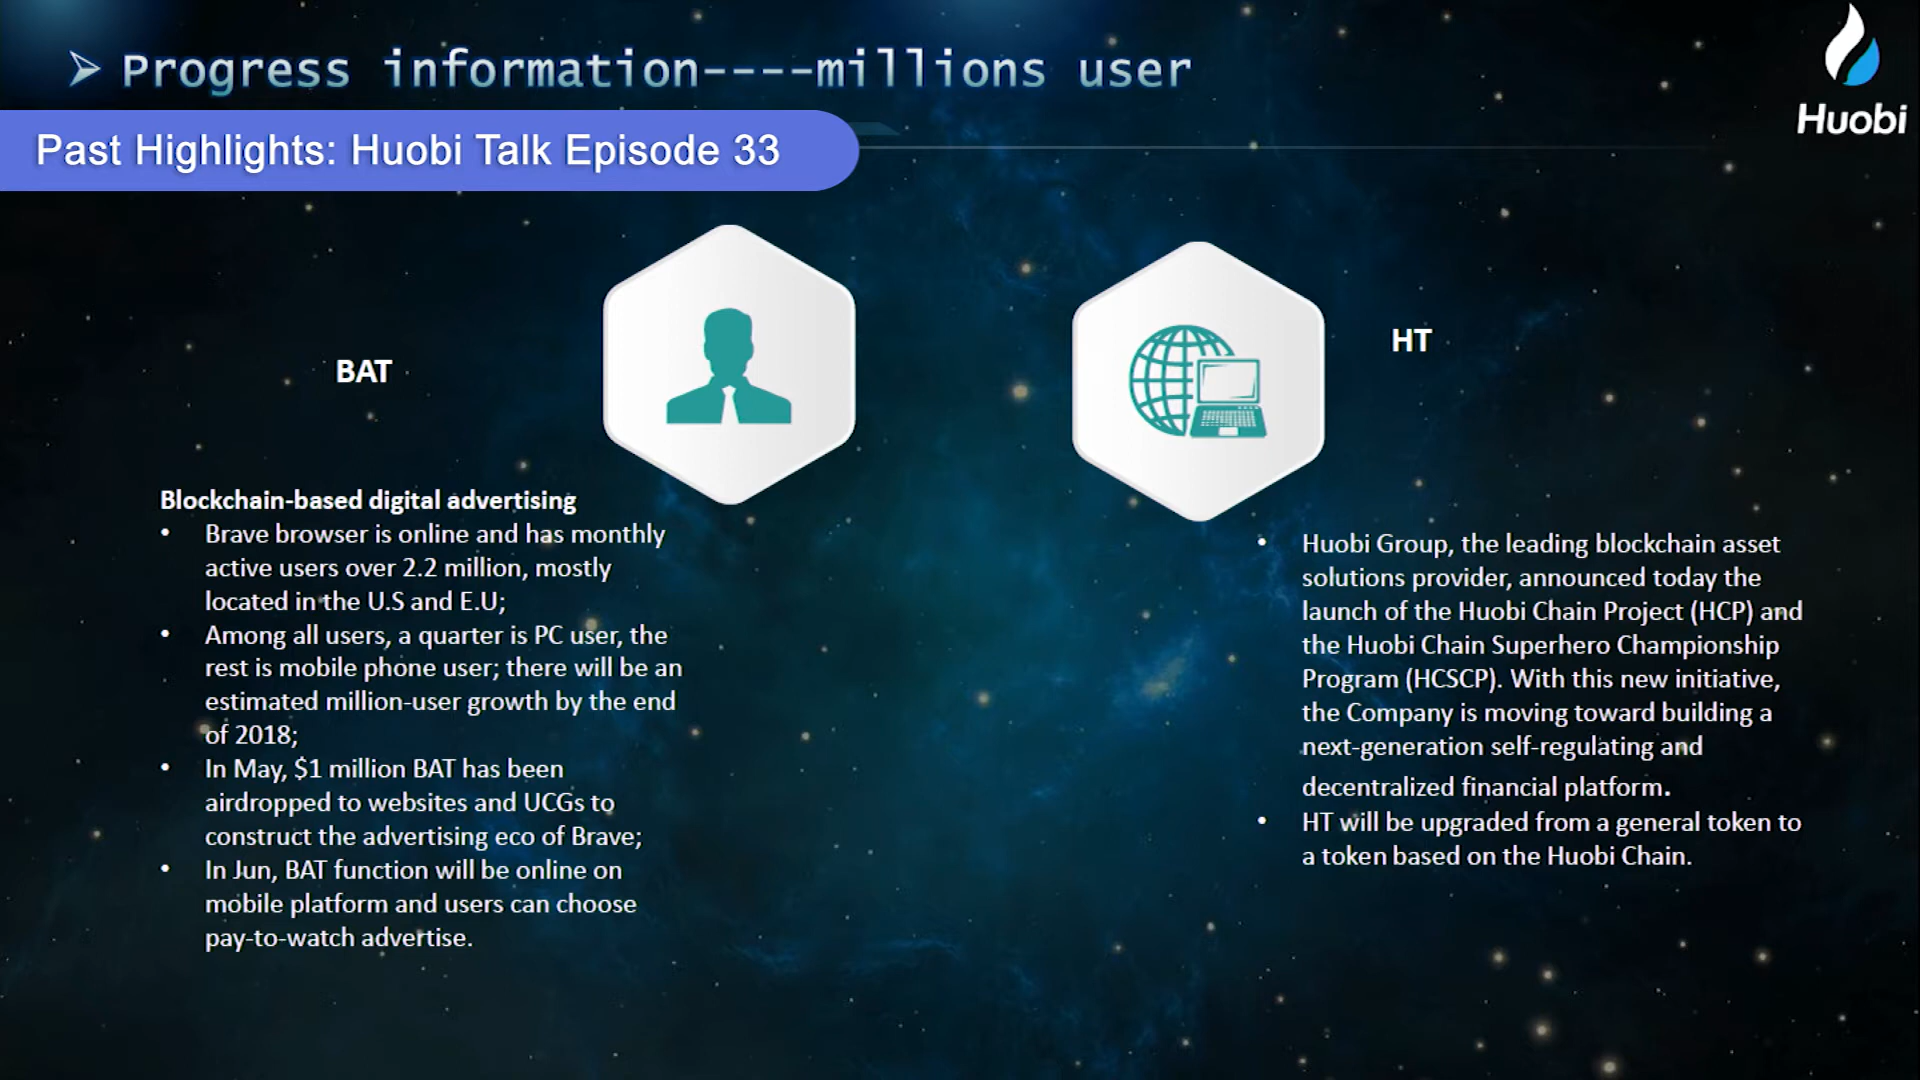 ➢ Progress information----millions user
Huobi
Past Highlights: Huobi Talk Episode 33
BAT
Blockchain-based digital advertising
• Brave browser is online and has monthly
active users over 2.2 million, mostly
located in the U.S and E.U;
• Among all users, a quarter is PC user, the
rest is mobile phone user; there will be an
estimated million-user growth by the end
of 2018;
• In May, $1 million BAT has been
airdropped to websites and UCGs to
construct the advertising eco of Brave;
• In Jun, BAT function will be online on
mobile platform and users can choose
pay-to-watch advertise.
HT
• Huobi Group, the leading blockchain asset
solutions provider, announced today the
launch of the Huobi Chain Project (HCP) and
the Huobi Chain Superhero Championship
Program (HCSCP). With this new initiative,
the Company is moving toward building a
next-generation self-regulating and
decentralized financial platform.
• HT will be upgraded from a general token to
a token based on the Huobi Chain.